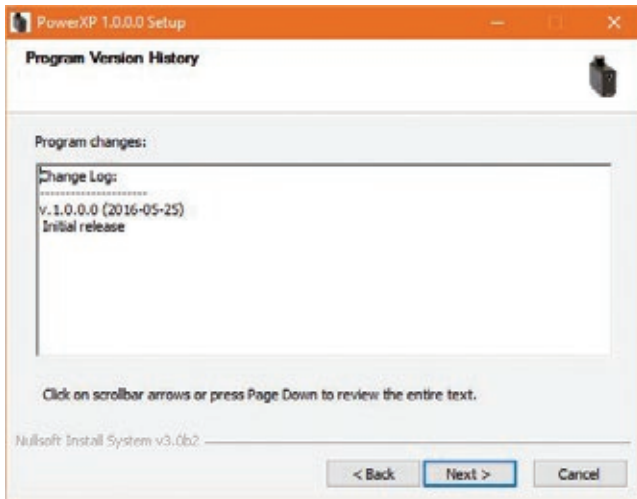 PowerXP 1.0.0.0 Setup
Program Version History
Program changes:
Change Log:
----------------------
v.1.0.0.0 (2016-05-25)
Initial release
Click on scrollbar arrows or press Page Down to review the entire text.
Nullsoft Install System v3.0b2
< Back Next > Cancel